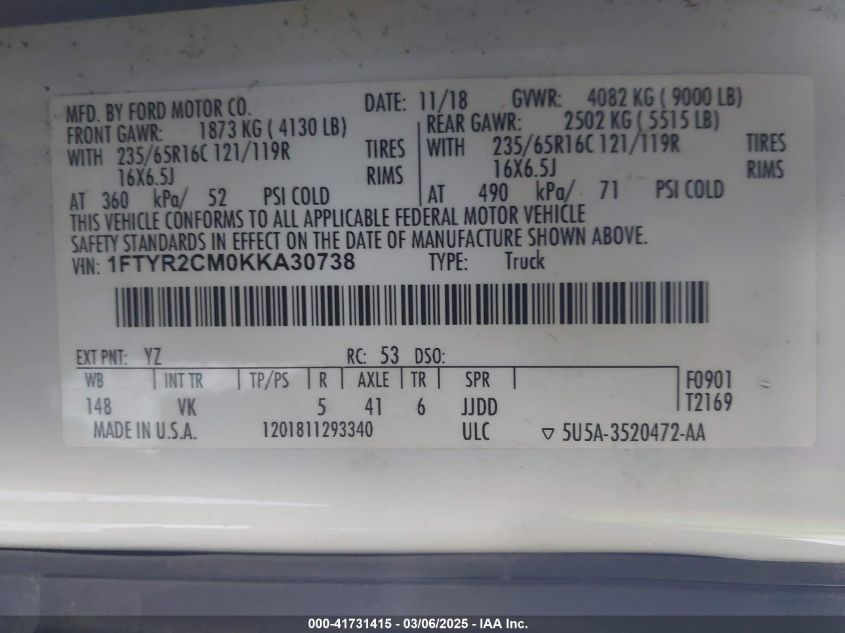 MFD. BY FORD MOTOR CO. DATE: 11/18 GVWR: 4082 KG ( 9000 LB)
FRONT GAWR: 1873 KG ( 4130 LB) REAR GAWR: 2502 KG ( 5515 LB)
WITH 235/65R16C 121/119R TIRES WITH 235/65R16C 121/119R TIRES
16X6.5J RIMS 16X6.5J RIMS
AT 360 kPa/ 52 PSI COLD AT 490 kPa/ 71 PSI COLD
THIS VEHICLE CONFORMS TO ALL APPLICABLE FEDERAL MOTOR VEHICLE
SAFETY STANDARDS IN EFFECT ON THE DATE OF MANUFACTURE SHOWN ABOVE.
VIN: 1FTYR2CM0KKA30738 TYPE: Truck
EXT PNT: YZ RC: 53 DSO:
WB INT TR TP/PS R AXLE TR SPR F0901
148 VK 5 41 6 JJDD T2169
MADE IN U.S.A. 1201811293340 ULC ▽ 5U5A-3520472-AA
000-41731415 - 03/06/2025 - IAA Inc.